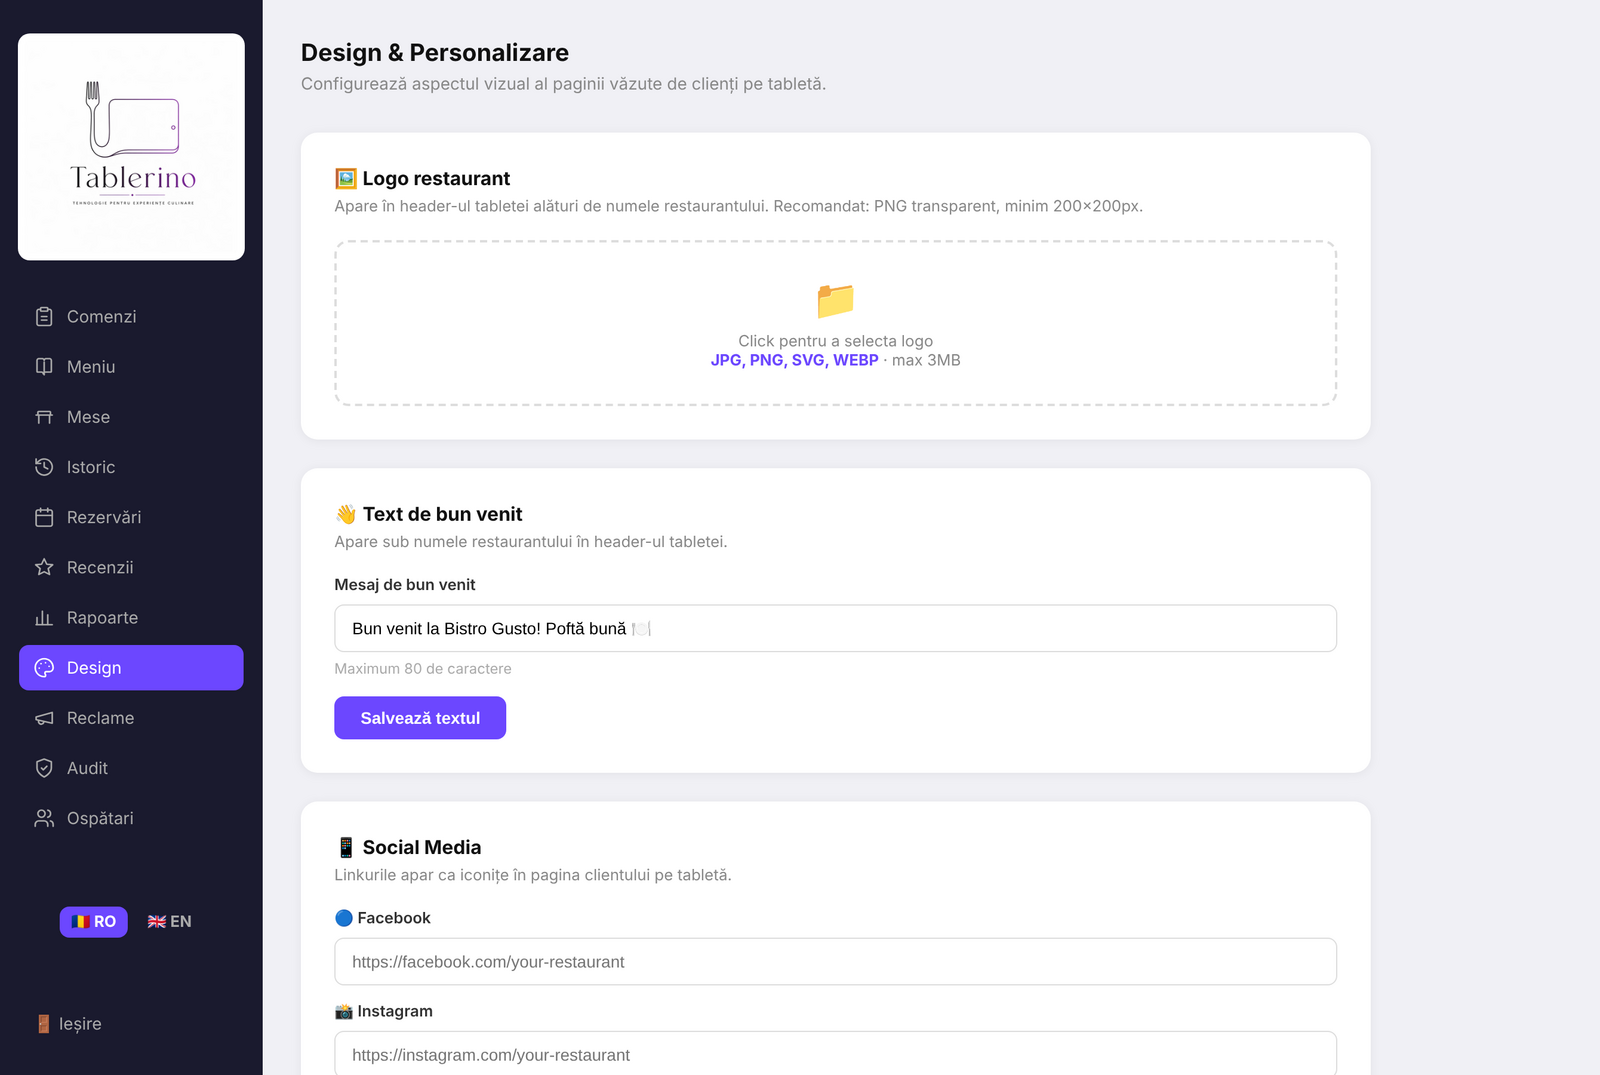 Tablerino
TEHNOLOGIE PENTRU EXPERIENȚE CULINARE
Comenzi
Meniu
Mese
Istoric
Rezervări
Recenzii
Rapoarte
Design
Reclame
Audit
Ospătari
RO EN
Ieșire
Design & Personalizare
Configurează aspectul vizual al paginii văzute de clienți pe tabletă.
Logo restaurant
Apare în header-ul tabletei alături de numele restaurantului. Recomandat: PNG transparent, minim 200×200px.
Click pentru a selecta logo
JPG, PNG, SVG, WEBP · max 3MB
Text de bun venit
Apare sub numele restaurantului în header-ul tabletei.
Mesaj de bun venit
Bun venit la Bistro Gusto! Poftă bună 🍽️
Maximum 80 de caractere
Salvează textul
Social Media
Linkurile apar ca iconițe în pagina clientului pe tabletă.
Facebook
https://facebook.com/your-restaurant
Instagram
https://instagram.com/your-restaurant